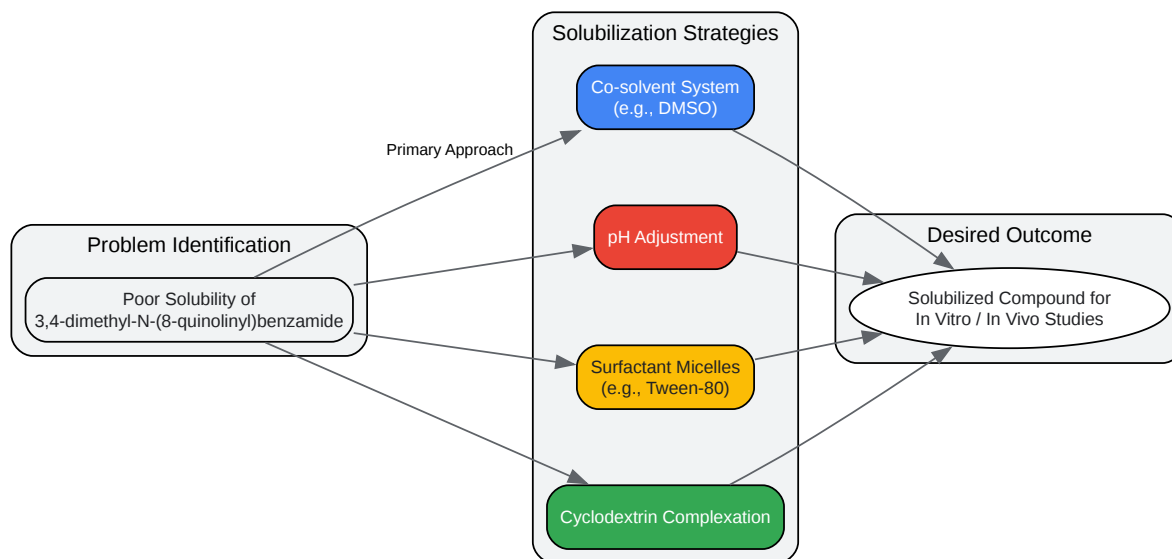 Solubilization Strategies
Co-solvent System
(e.g., DMSO)
Primary Approach
pH Adjustment
Problem Identification
Poor Solubility of
3,4-dimethyl-N-(8-quinolinyl)benzamide
Desired Outcome
Solubilized Compound for
In Vitro / In Vivo Studies
Surfactant Micelles
(e.g., Tween-80)
Cyclodextrin Complexation